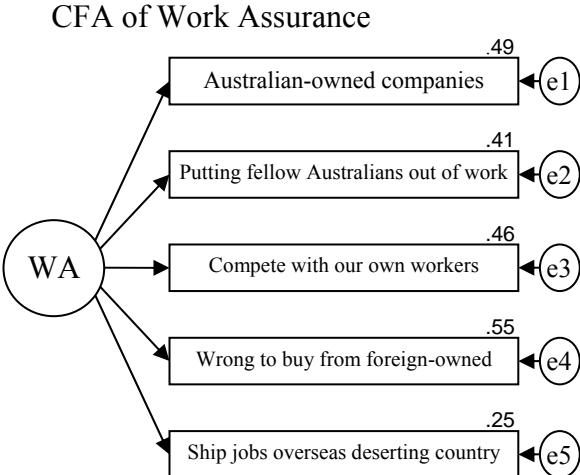 CFA of Work Assurance
.49
Australian-owned companies
e1
.41
Putting fellow Australians out of work
e2
.46
WA
Compete with our own workers
e3
.55
Wrong to buy from foreign-owned
e4
.25
Ship jobs overseas deserting country
e5